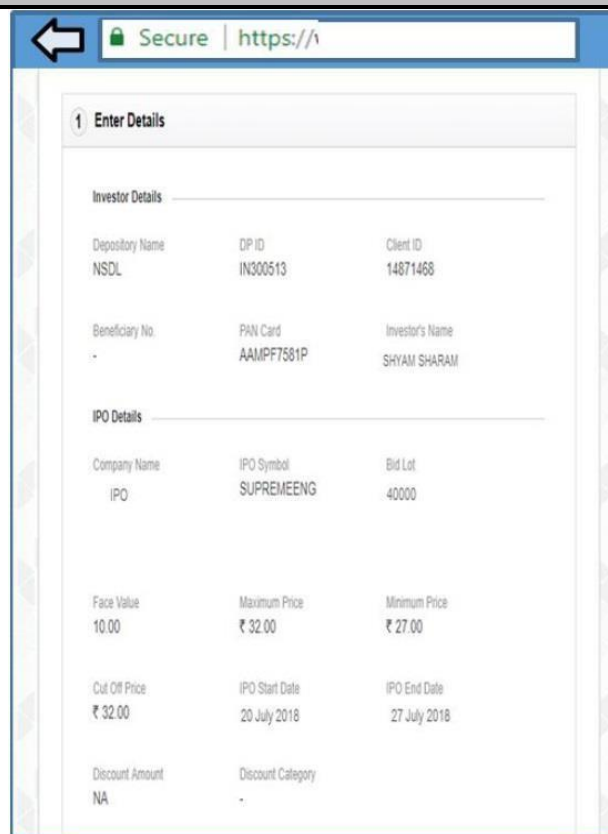 Secure | https://
1 Enter Details
Investor Details
Depository Name DP ID Client ID
NSDL IN300513 14871468
Beneficiary No. PAN Card Investor's Name
- AAMPF7581P SHYAM SHARAM
IPO Details
Company Name IPO Symbol Bid Lot
IPO SUPREMEENG 40000
Face Value Maximum Price Minimum Price
10.00 ₹ 32.00 ₹ 27.00
Cut Off Price IPO Start Date IPO End Date
₹ 32.00 20 July 2018 27 July 2018
Discount Amount Discount Category
NA -